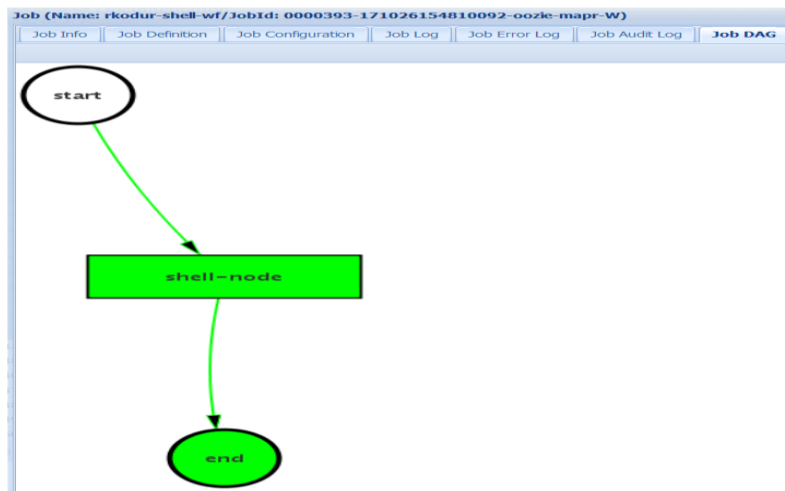 Job (Name: rkodur-shell-wf/JobId: 0000393-171026154810092-oozie-mapr-W)
Job Info Job Definition Job Configuration Job Log Job Error Log Job Audit Log Job DAG
start
shell-node
end